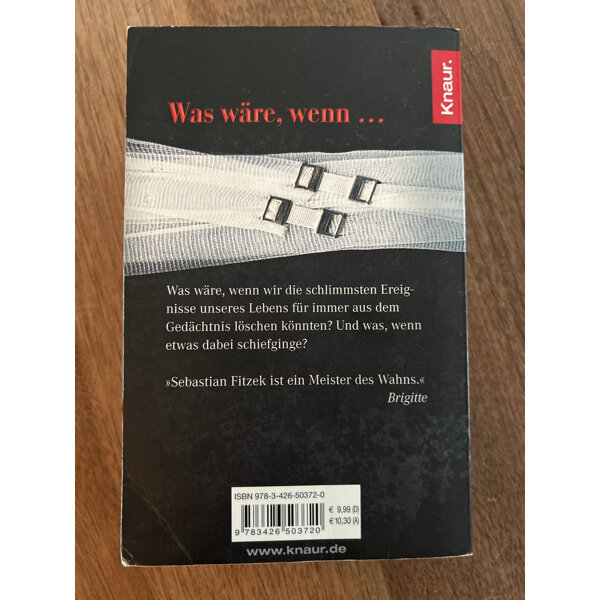 Knaur.
Was wäre, wenn …
Was wäre, wenn wir die schlimmsten Ereig-
nisse unseres Lebens für immer aus dem
Gedächtnis löschen könnten? Und was, wenn
etwas dabei schiefginge?
»Sebastian Fitzek ist ein Meister des Wahns.«
Brigitte
ISBN 978-3-426-50372-0
€ 9,99 (D)
€ 10,30 (A)
9 783426 503720
www.knaur.de